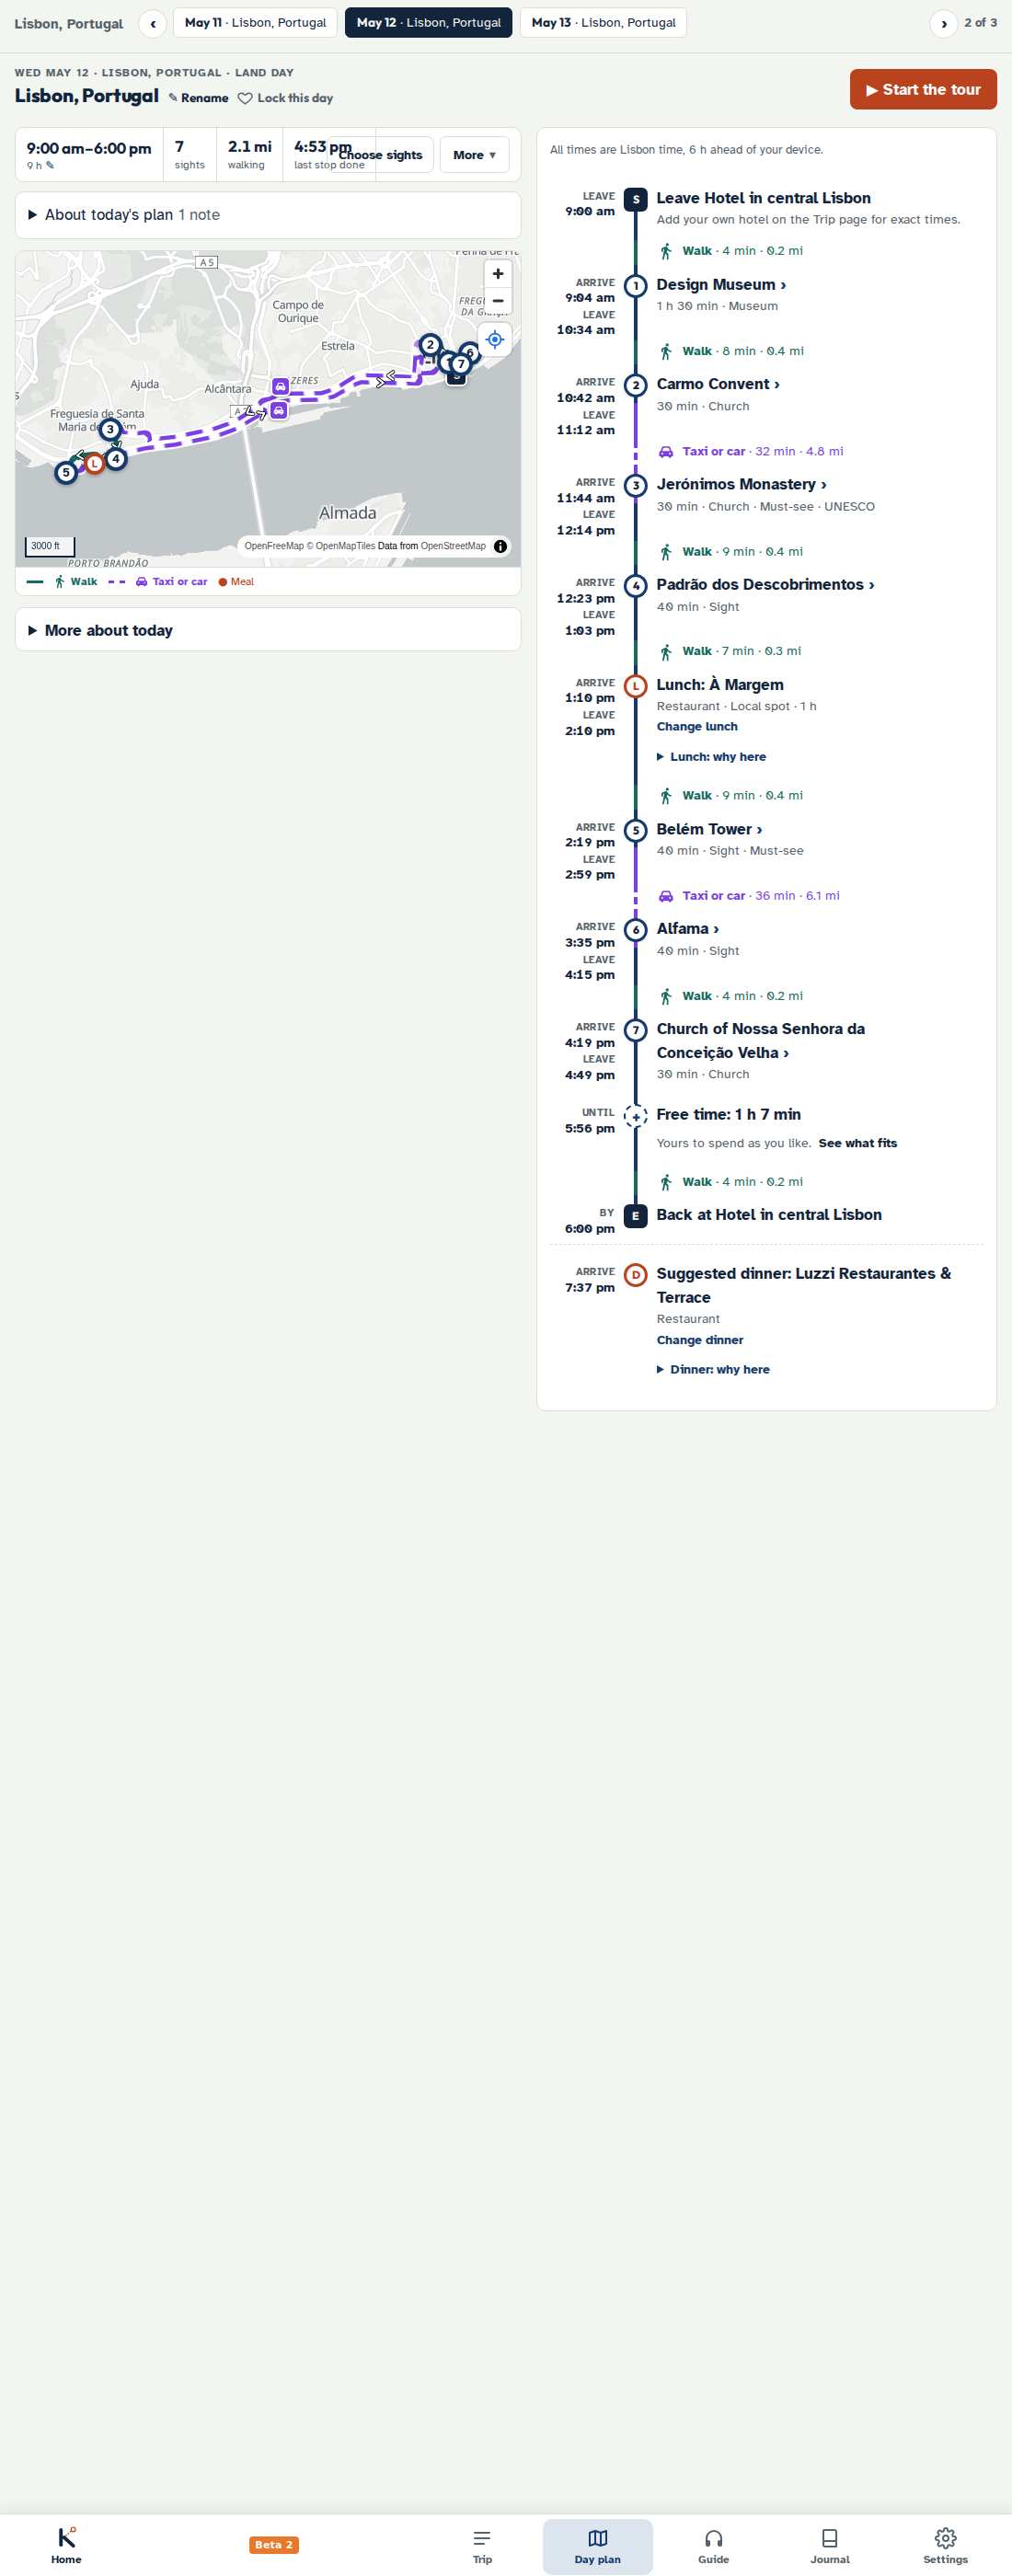 Lisbon, Portugal
‹
May 11 · Lisbon, Portugal
May 12 · Lisbon, Portugal
May 13 · Lisbon, Portugal
›
2 of 3
WED MAY 12 · LISBON, PORTUGAL · LAND DAY
Lisbon, Portugal ✎ Rename Lock this day
▶ Start the tour
9:00 am–6:00 pm
9 h ✎
7
sights
2.1 mi
walking
4:53 pm
last stop done
Choose sights
More ▾
▶ About today's plan 1 note
A 5
Campo de
Ourique
Estrela
Ajuda
Alcântara
Freguesia de Santa
Almada
PORTO BRANDÃO
2
6
7
3
4
5
L
+
−
3000 ft
OpenFreeMap © OpenMapTiles Data from OpenStreetMap
Walk
Taxi or car
Meal
▶ More about today
All times are Lisbon time, 6 h ahead of your device.
LEAVE
9:00 am
S
Leave Hotel in central Lisbon
Add your own hotel on the Trip page for exact times.
Walk · 4 min · 0.2 mi
ARRIVE
9:04 am
LEAVE
10:34 am
1
Design Museum ›
1 h 30 min · Museum
Walk · 8 min · 0.4 mi
ARRIVE
10:42 am
LEAVE
11:12 am
2
Carmo Convent ›
30 min · Church
Taxi or car · 32 min · 4.8 mi
ARRIVE
11:44 am
LEAVE
12:14 pm
3
Jerónimos Monastery ›
30 min · Church · Must-see · UNESCO
Walk · 9 min · 0.4 mi
ARRIVE
12:23 pm
LEAVE
1:03 pm
4
Padrão dos Descobrimentos ›
40 min · Sight
Walk · 7 min · 0.3 mi
ARRIVE
1:10 pm
LEAVE
2:10 pm
L
Lunch: À Margem
Restaurant · Local spot · 1 h
Change lunch
▶ Lunch: why here
Walk · 9 min · 0.4 mi
ARRIVE
2:19 pm
LEAVE
2:59 pm
5
Belém Tower ›
40 min · Sight · Must-see
Taxi or car · 36 min · 6.1 mi
ARRIVE
3:35 pm
LEAVE
4:15 pm
6
Alfama ›
40 min · Sight
Walk · 4 min · 0.2 mi
ARRIVE
4:19 pm
LEAVE
4:49 pm
7
Church of Nossa Senhora da
Conceição Velha ›
30 min · Church
UNTIL
5:56 pm
+
Free time: 1 h 7 min
Yours to spend as you like. See what fits
Walk · 4 min · 0.2 mi
BY
6:00 pm
E
Back at Hotel in central Lisbon
ARRIVE
7:37 pm
D
Suggested dinner: Luzzi Restaurantes &
Terrace
Restaurant
Change dinner
▶ Dinner: why here
Home
Beta 2
Trip
Day plan
Guide
Journal
Settings